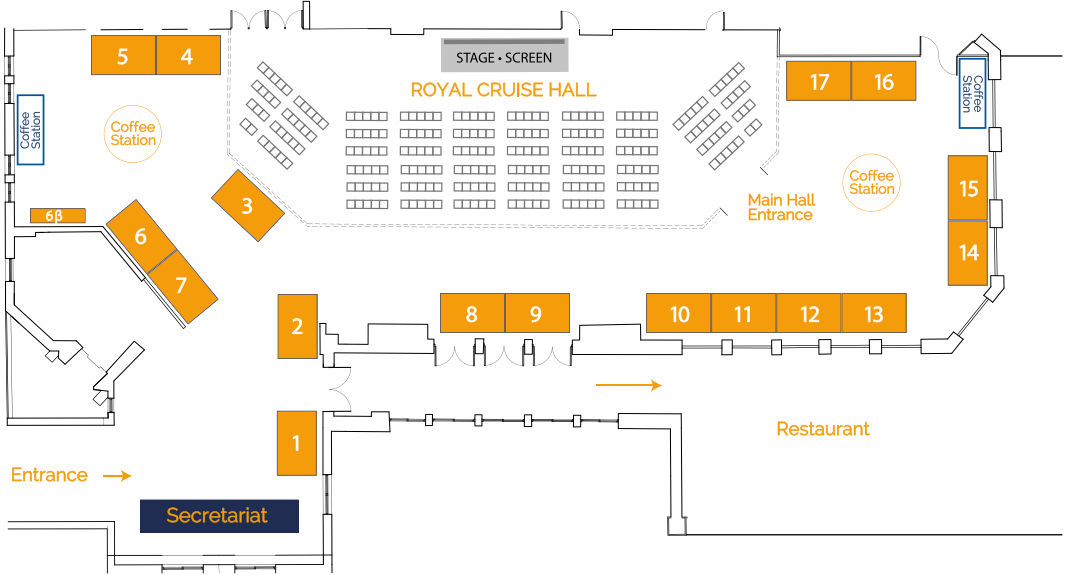 5
4
STAGE • SCREEN
ROYAL CRUISE HALL
17
16
Coffee
Station
Coffee
Station
Coffee
Station
Coffee
Station
15
Main Hall
Entrance
3
6β
6
7
14
2
8
9
10
11
12
13
1
Restaurant
Entrance
Secretariat